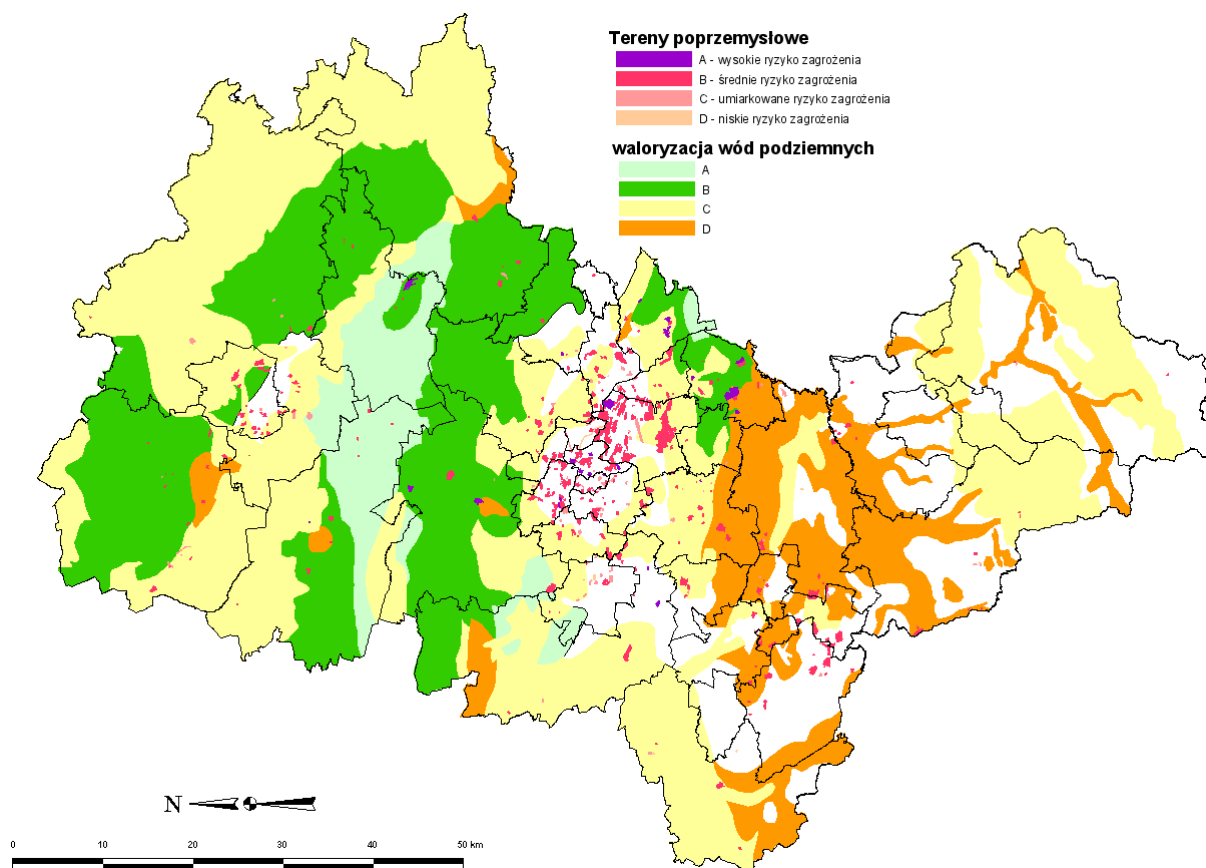 Tereny poprzemysłowe
A - wysokie ryzyko zagrożenia
B - średnie ryzyko zagrożenia
C - umiarkowane ryzyko zagrożenia
D - niskie ryzyko zagrożenia
waloryzacja wód podziemnych
A
B
C
D
N
0 10 20 30 40 50 km